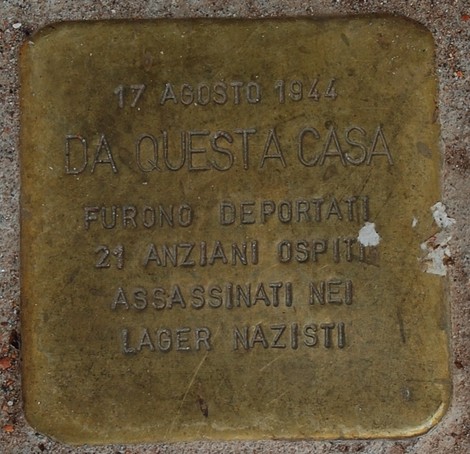 17 AGOSTO 1944
DA QUESTA CASA
FURONO DEPORTATI
21 ANZIANI OSPITI
ASSASSINATI NEI
LAGER NAZISTI